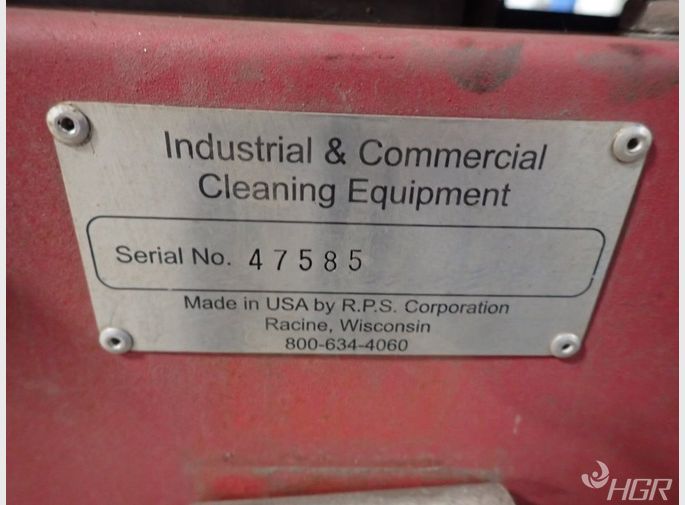 Industrial & Commercial
Cleaning Equipment
Serial No. 47585
Made in USA by R.P.S. Corporation
Racine, Wisconsin
800-634-4060
HGR